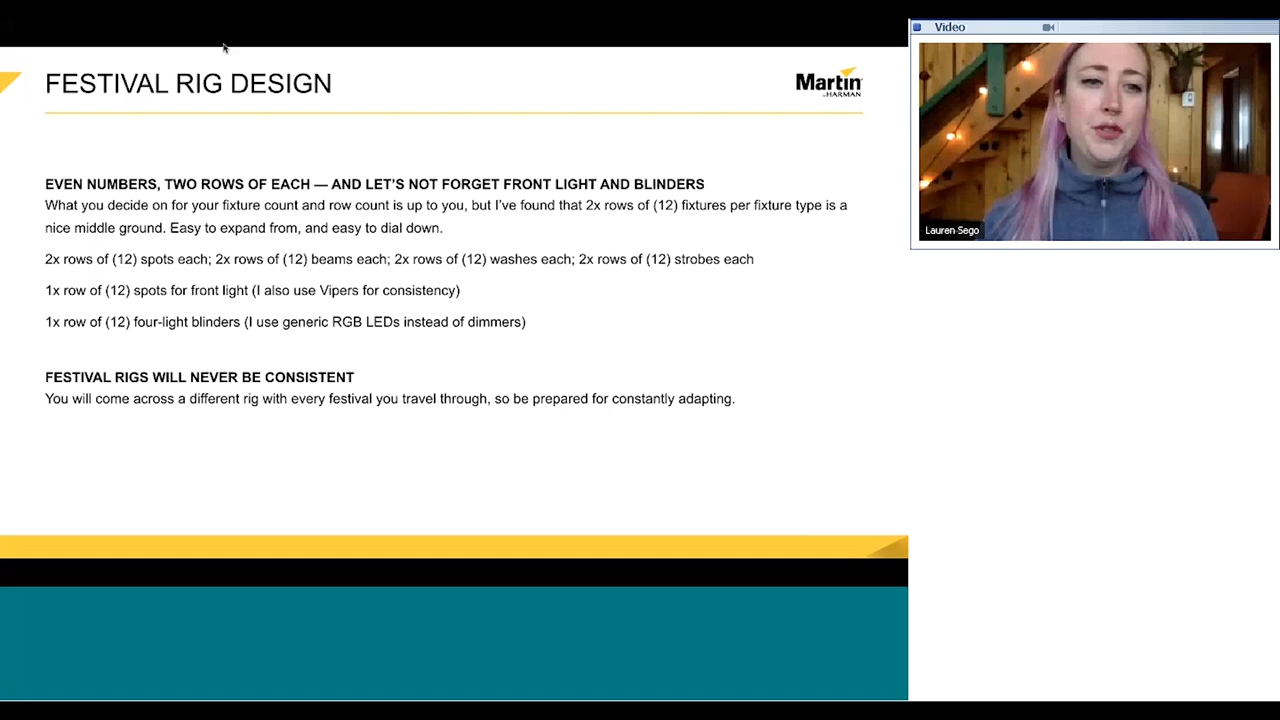 FESTIVAL RIG DESIGN
Martin
by HARMAN
EVEN NUMBERS, TWO ROWS OF EACH — AND LET'S NOT FORGET FRONT LIGHT AND BLINDERS
What you decide on for your fixture count and row count is up to you, but I've found that 2x rows of (12) fixtures per fixture type is a
nice middle ground. Easy to expand from, and easy to dial down.
2x rows of (12) spots each; 2x rows of (12) beams each; 2x rows of (12) washes each; 2x rows of (12) strobes each
1x row of (12) spots for front light (I also use Vipers for consistency)
1x row of (12) four-light blinders (I use generic RGB LEDs instead of dimmers)
FESTIVAL RIGS WILL NEVER BE CONSISTENT
You will come across a different rig with every festival you travel through, so be prepared for constantly adapting.
Video
Lauren Sego